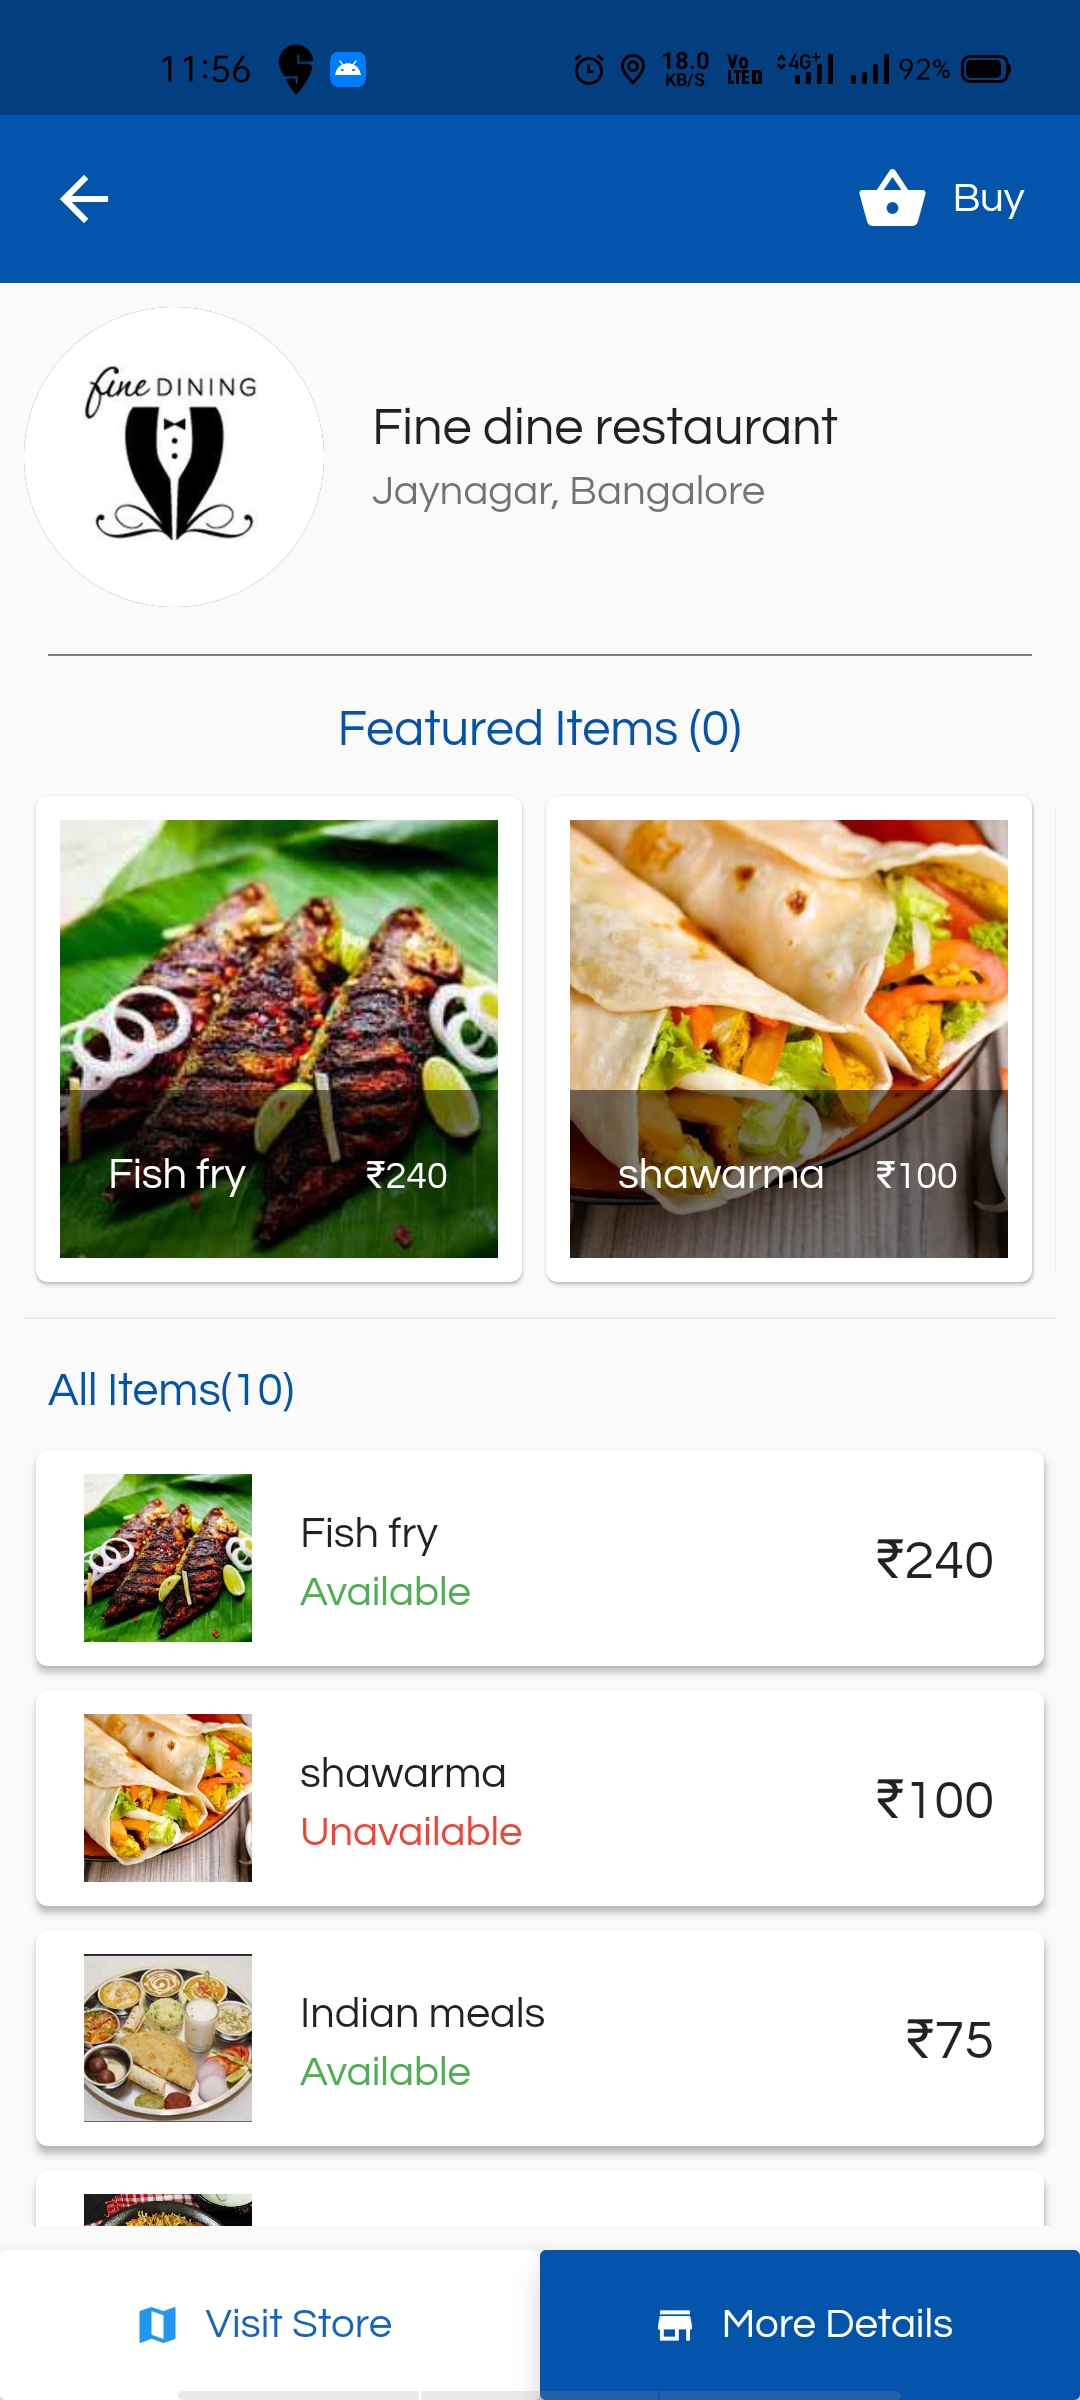 11:56 18.0 KB/S Vo LTE 4G+ 92%
Buy
fine DINING
Fine dine restaurant
Jaynagar, Bangalore
Featured Items (0)
Fish fry ₹240
shawarma ₹100
All Items(10)
Fish fry
Available
₹240
shawarma
Unavailable
₹100
Indian meals
Available
₹75
Visit Store
More Details